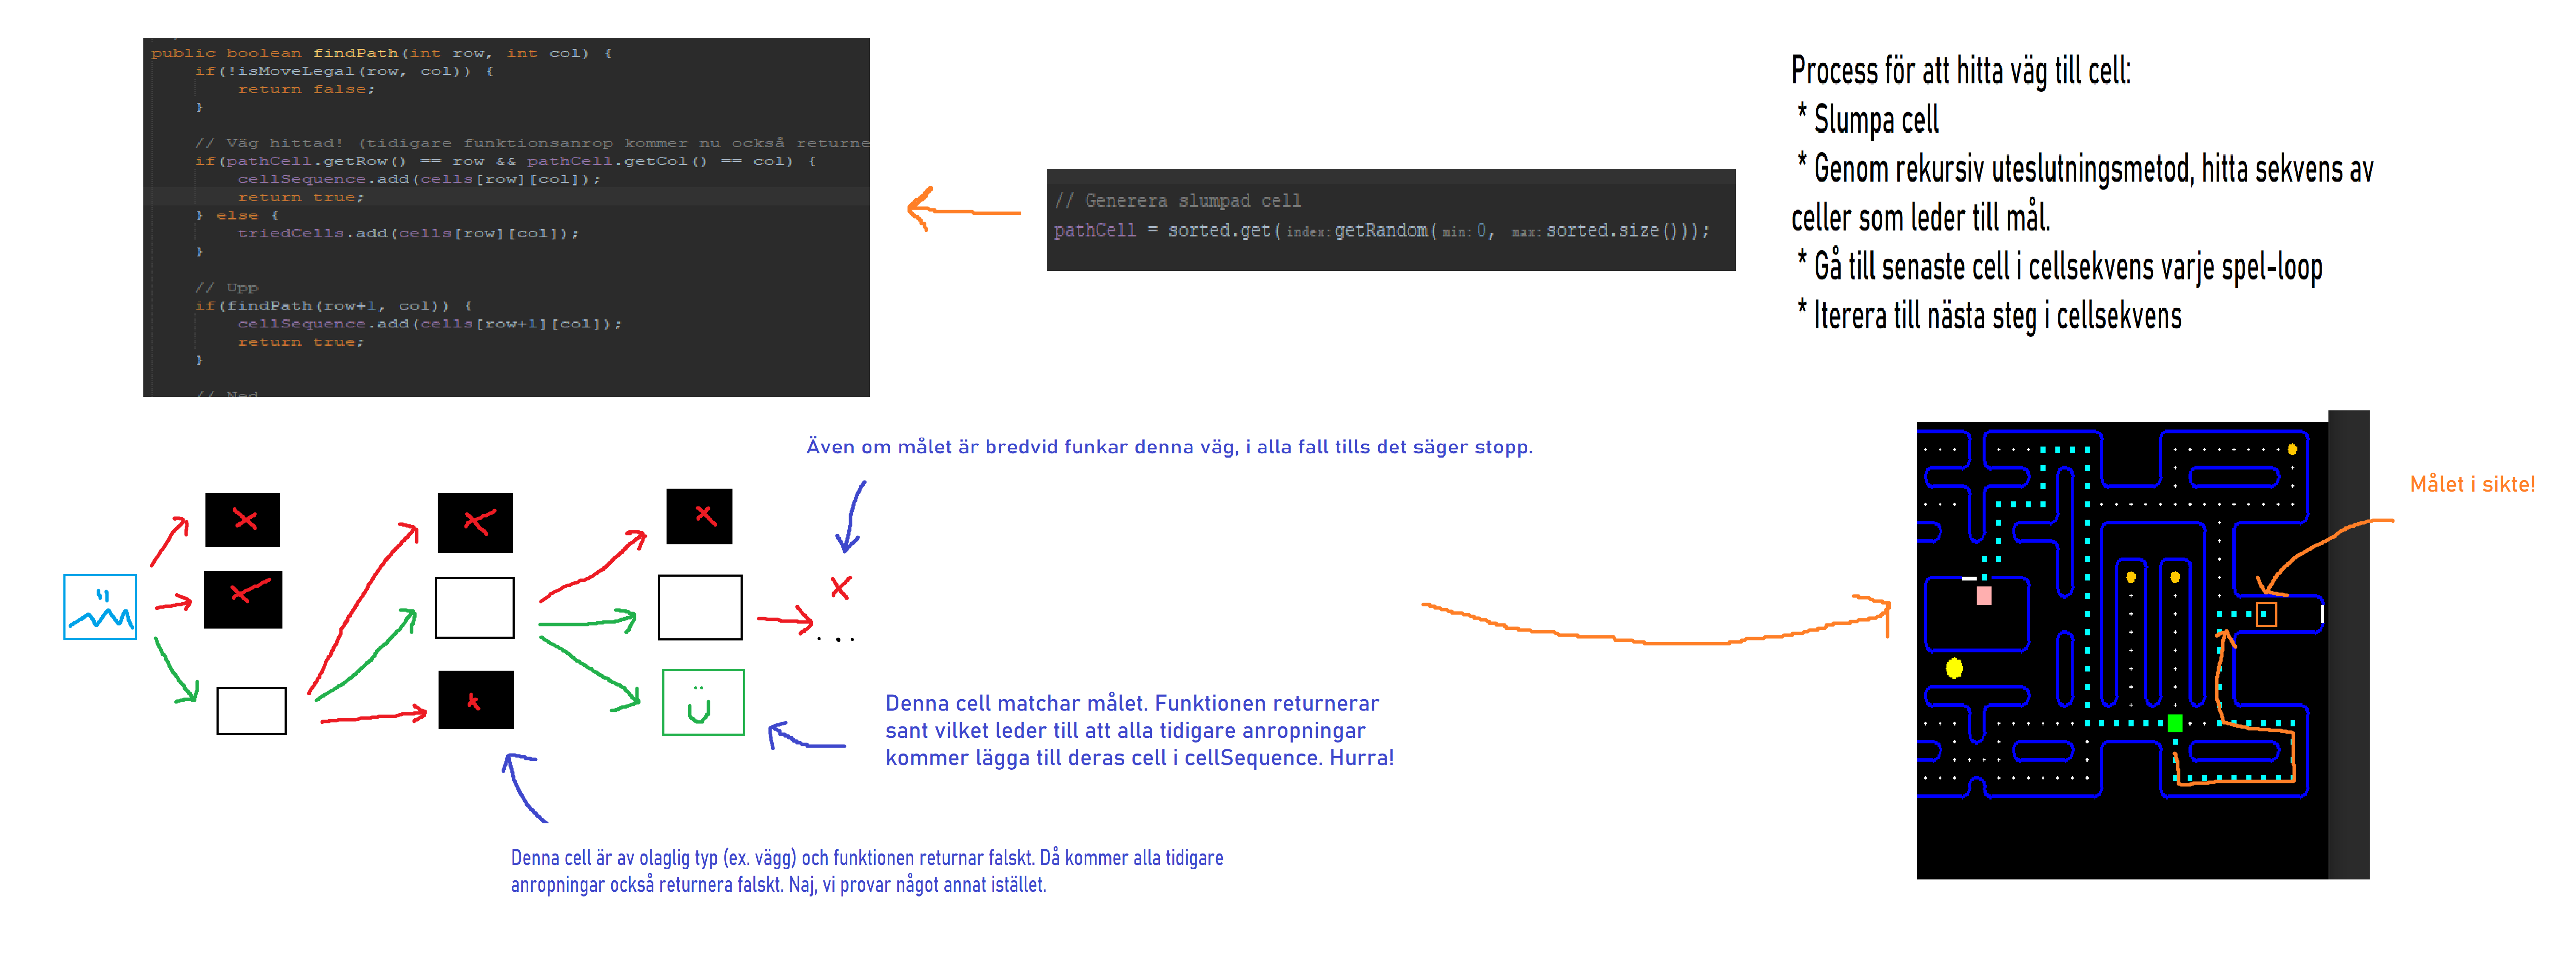 public boolean findPath(int row, int col) {
if(!isMoveLegal(row, col)) {
return false;
}
// Väg hittad! (tidigare funktionsanrop kommer nu också returne
if(pathCell.getRow() == row && pathCell.getCol() == col) {
cellSequence.add(cells[row][col]);
return true;
} else {
triedCells.add(cells[row][col]);
}
// Upp
if(findPath(row+1, col)) {
cellSequence.add(cells[row+1][col]);
return true;
}
// Ned
// Generera slumpad cell
pathCell = sorted.get( index: getRandom( min: 0, max: sorted.size()));
Process för att hitta väg till cell:
* Slumpa cell
* Genom rekursiv uteslutningsmetod, hitta sekvens av
celler som leder till mål.
* Gå till senaste cell i cellsekvens varje spel-loop
* Iterera till nästa steg i cellsekvens
Även om målet är bredvid funkar denna väg, i alla fall tills det säger stopp.
Målet i sikte!
...
Denna cell matchar målet. Funktionen returnerar
sant vilket leder till att alla tidigare anropningar
kommer lägga till deras cell i cellSequence. Hurra!
Denna cell är av olaglig typ (ex. vägg) och funktionen returnar falskt. Då kommer alla tidigare
anropningar också returnera falskt. Naj, vi provar något annat istället.